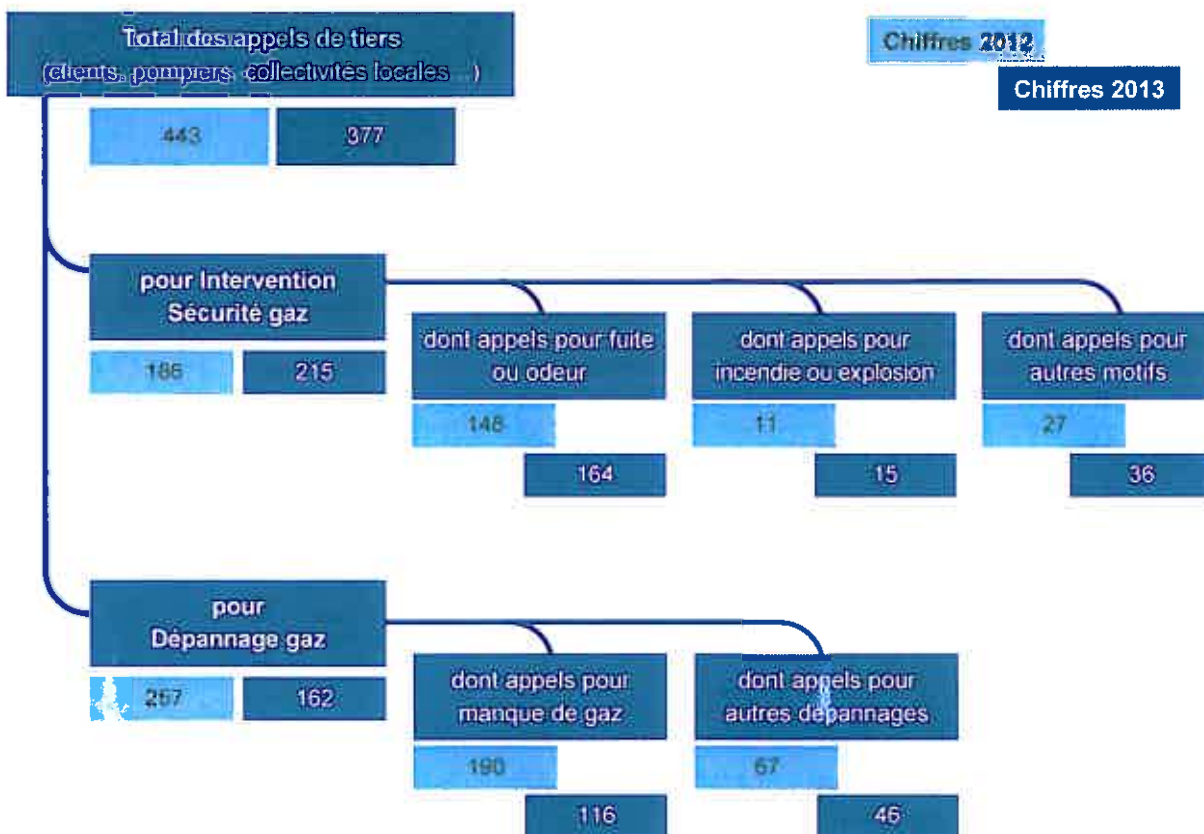 Total des appels de tiers
(clients, pompiers, collectivités locales ...)
Chiffres 2012
Chiffres 2013
443
377
pour Intervention
Sécurité gaz
186
215
dont appels pour fuite
ou odeur
148
164
dont appels pour
incendie ou explosion
11
15
dont appels pour
autres motifs
27
36
pour
Dépannage gaz
257
162
dont appels pour
manque de gaz
190
116
dont appels pour
autres dépannages
67
46